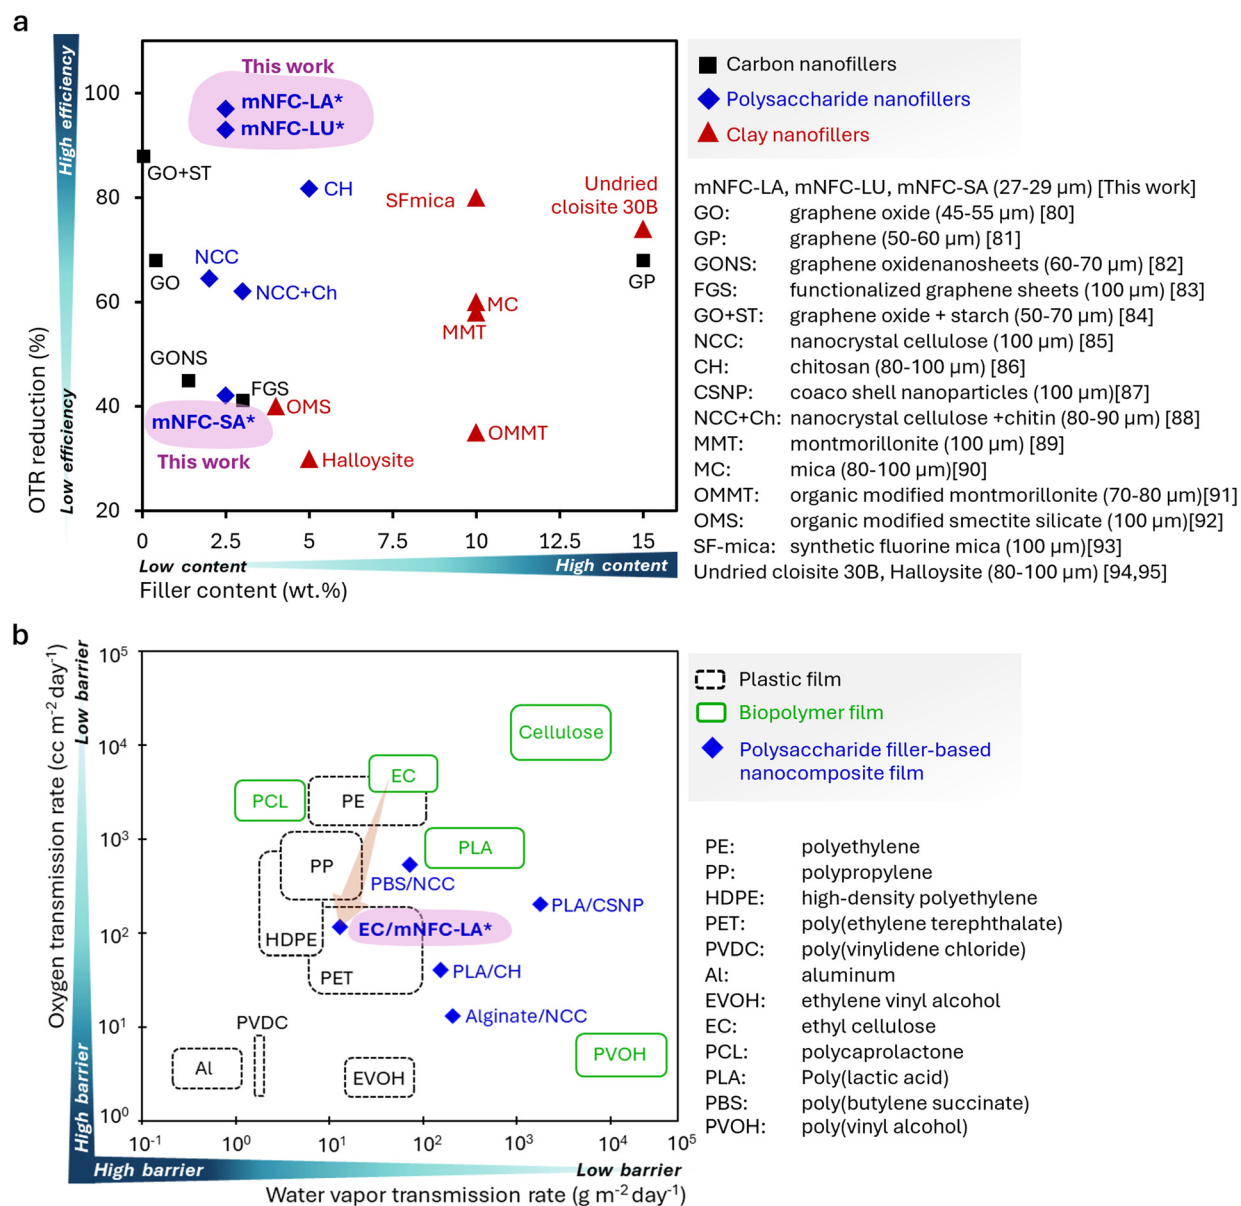 a
High efficiency
Low efficiency
OTR reduction (%)
100
80
60
40
20
0
2.5
5
7.5
10
12.5
15
Low content
High content
Filler content (wt.%)
This work
mNFC-LA*
mNFC-LU*
GO+ST
CH
SFmica
Undried
cloisite 30B
NCC
GO
NCC+Ch
GP
MC
MMT
GONS
FGS
mNFC-SA*
OMS
This work
OMMT
Halloysite
Carbon nanofillers
Polysaccharide nanofillers
Clay nanofillers
mNFC-LA, mNFC-LU, mNFC-SA (27-29 µm) [This work]
GO: graphene oxide (45-55 µm) [80]
GP: graphene (50-60 µm) [81]
GONS: graphene oxidenanosheets (60-70 µm) [82]
FGS: functionalized graphene sheets (100 µm) [83]
GO+ST: graphene oxide + starch (50-70 µm) [84]
NCC: nanocrystal cellulose (100 µm) [85]
CH: chitosan (80-100 µm) [86]
CSNP: coaco shell nanoparticles (100 µm)[87]
NCC+Ch: nanocrystal cellulose +chitin (80-90 µm) [88]
MMT: montmorillonite (100 µm) [89]
MC: mica (80-100 µm)[90]
OMMT: organic modified montmorillonite (70-80 µm)[91]
OMS: organic modified smectite silicate (100 µm)[92]
SF-mica: synthetic fluorine mica (100 µm)[93]
Undried cloisite 30B, Halloysite (80-100 µm) [94,95]
b
Oxygen transmission rate (cc m⁻² day⁻¹)
Low barrier
High barrier
10⁵
10⁴
10³
10²
10¹
10⁰
10⁻¹
10⁰
10¹
10²
10³
10⁴
10⁵
High barrier
Low barrier
Water vapor transmission rate (g m⁻² day⁻¹)
Cellulose
EC
PCL
PE
PLA
PP
PBS/NCC
PLA/CSNP
EC/mNFC-LA*
HDPE
PET
PLA/CH
Alginate/NCC
PVDC
PVOH
Al
EVOH
Plastic film
Biopolymer film
Polysaccharide filler-based
nanocomposite film
PE: polyethylene
PP: polypropylene
HDPE: high-density polyethylene
PET: poly(ethylene terephthalate)
PVDC: poly(vinylidene chloride)
Al: aluminum
EVOH: ethylene vinyl alcohol
EC: ethyl cellulose
PCL: polycaprolactone
PLA: Poly(lactic acid)
PBS: poly(butylene succinate)
PVOH: poly(vinyl alcohol)